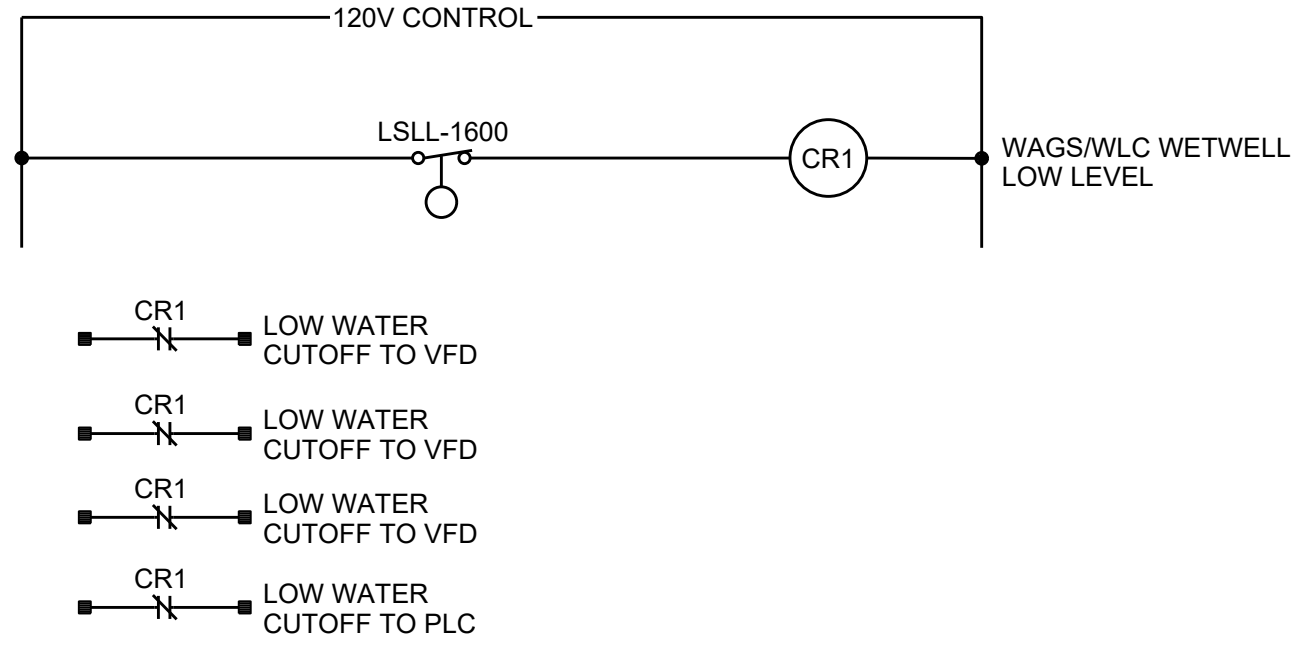 120V CONTROL
LSLL-1600
CR1
WAGS/WLC WETWELL
LOW LEVEL
CR1
LOW WATER
CUTOFF TO VFD
CR1
LOW WATER
CUTOFF TO VFD
CR1
LOW WATER
CUTOFF TO VFD
CR1
LOW WATER
CUTOFF TO PLC